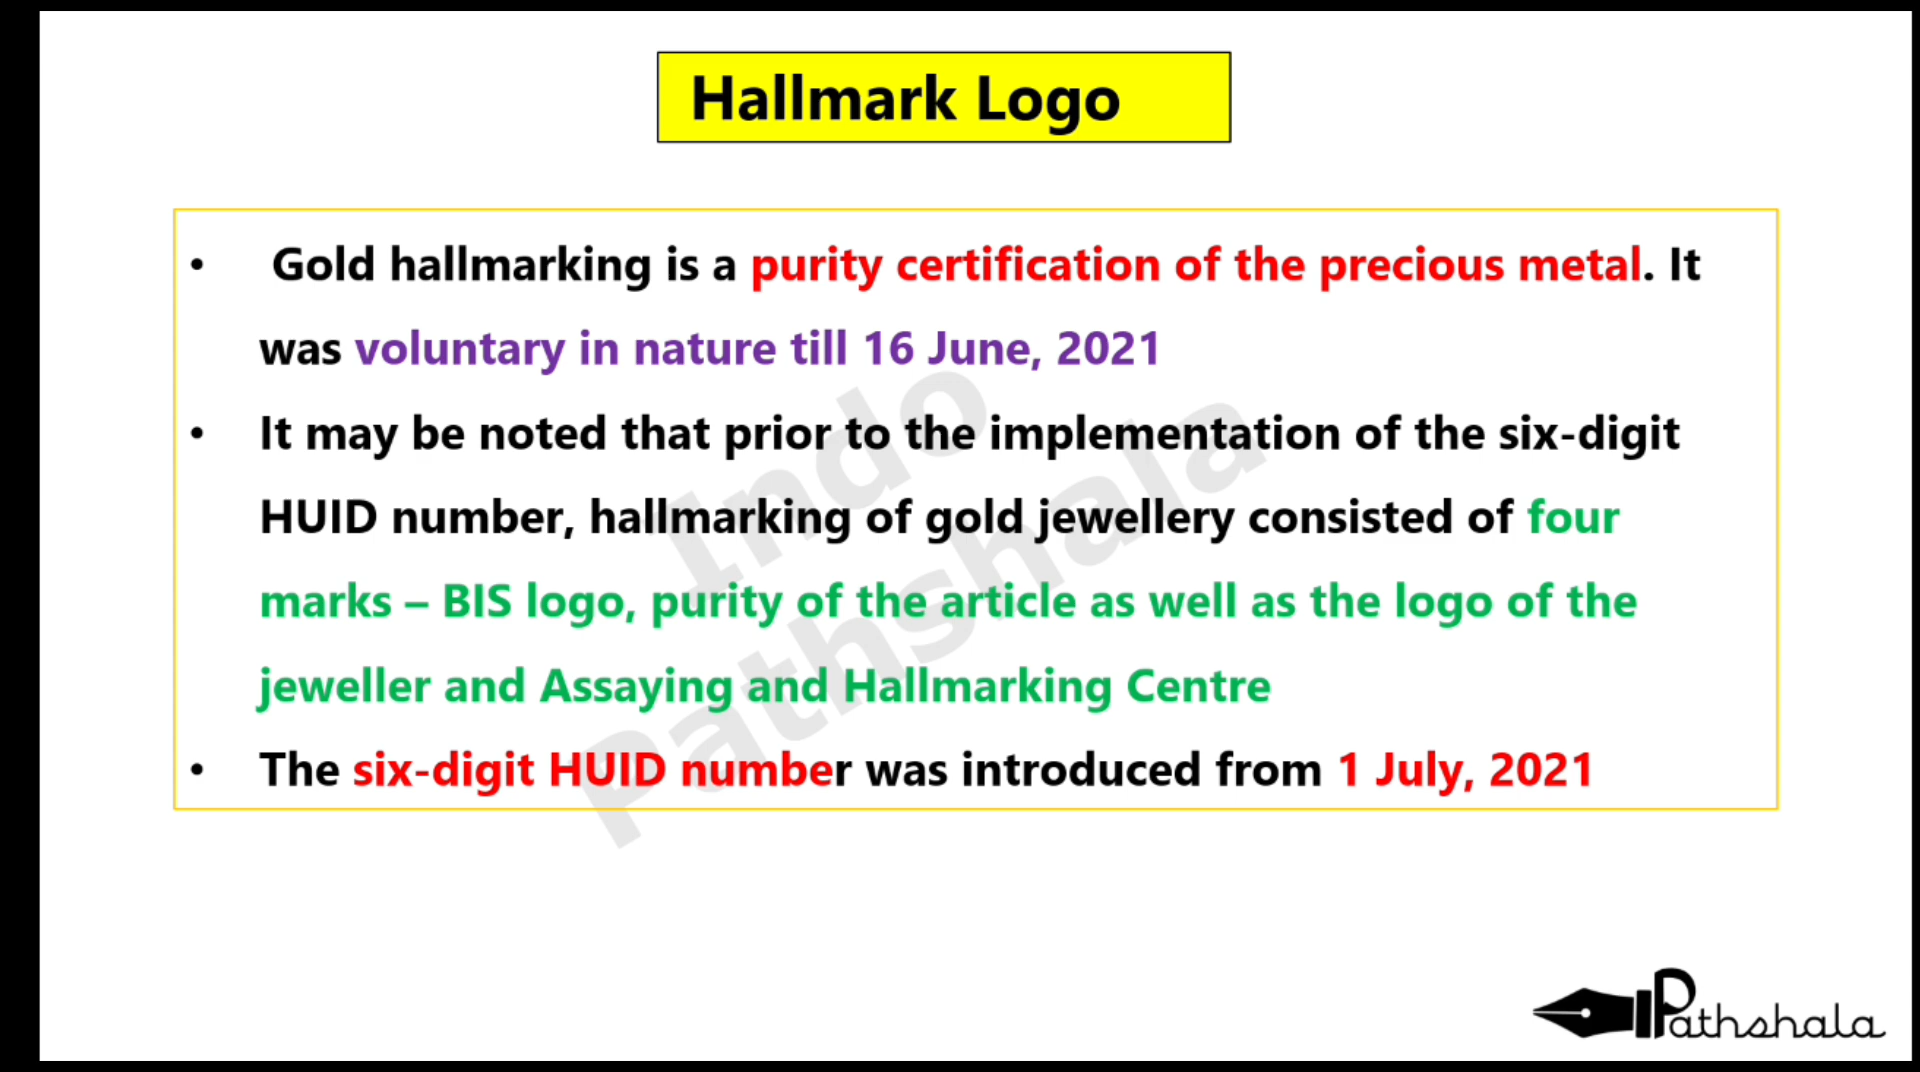 Hallmark Logo
• Gold hallmarking is a purity certification of the precious metal. It
was voluntary in nature till 16 June, 2021
• It may be noted that prior to the implementation of the six-digit
HUID number, hallmarking of gold jewellery consisted of four
marks – BIS logo, purity of the article as well as the logo of the
jeweller and Assaying and Hallmarking Centre
• The six-digit HUID number was introduced from 1 July, 2021
Indo
Pathshala
Pathshala